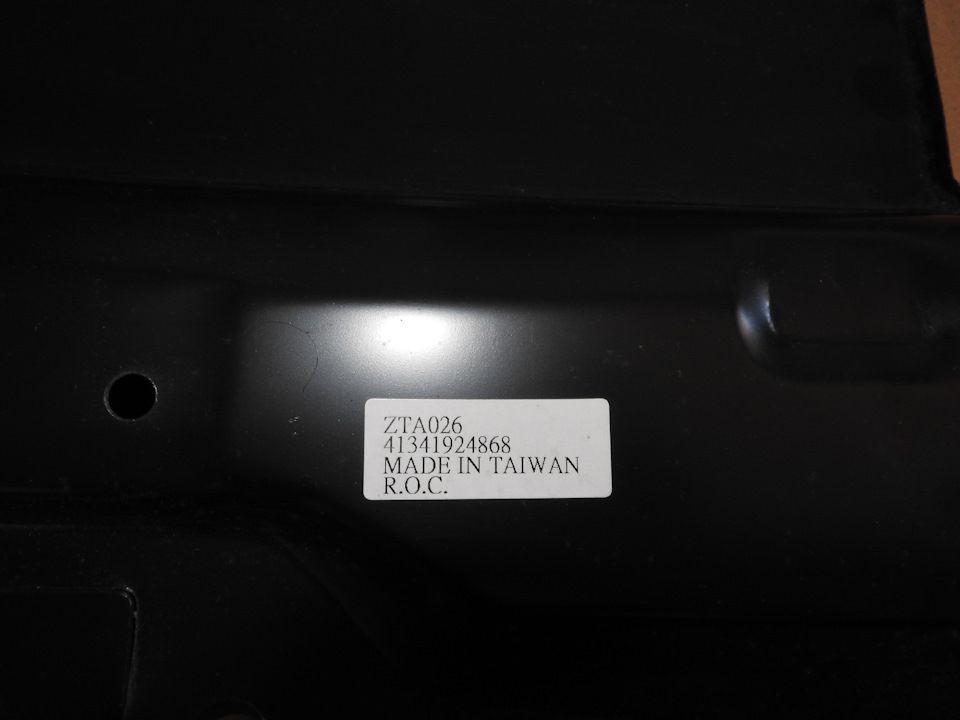 ZTA026
41341924868
MADE IN TAIWAN
R.O.C.